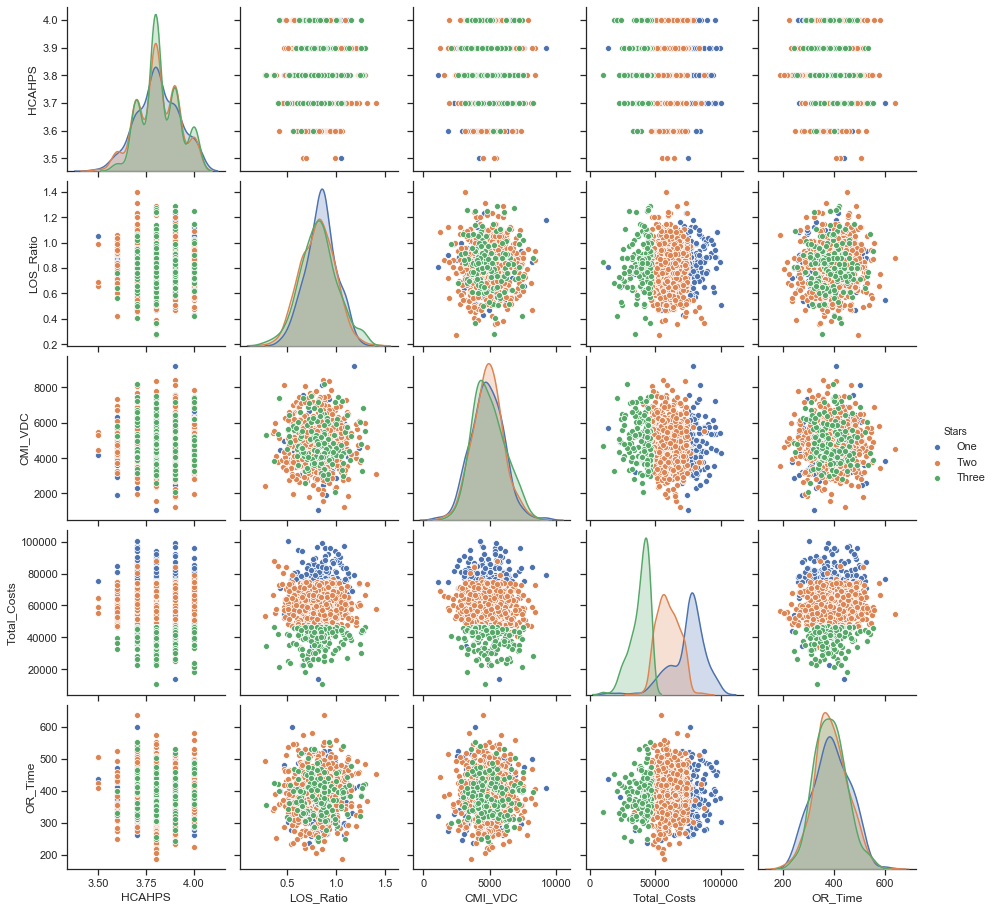 4.0
3.9
3.8
3.7
3.6
3.5
HCAHPS
1.4
1.2
1.0
0.8
0.6
0.4
0.2
LOS_Ratio
8000
6000
4000
2000
CMI_VDC
Stars
One
Two
Three
100000
80000
60000
40000
20000
Total_Costs
600
500
400
300
200
OR_Time
3.50 3.75 4.00 0.5 1.0 1.5 0 5000 10000 0 50000 100000 200 400 600
HCAHPS LOS_Ratio CMI_VDC Total_Costs OR_Time